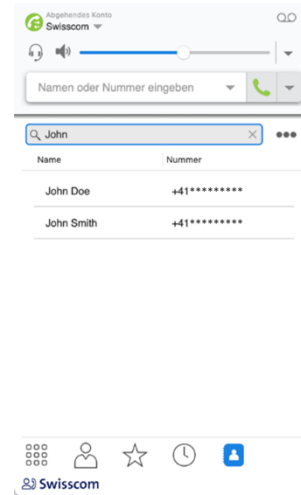 Abgehendes Konto
Swisscom
Namen oder Nummer eingeben
John
Name Nummer
John Doe +41*********
John Smith +41*********
Swisscom